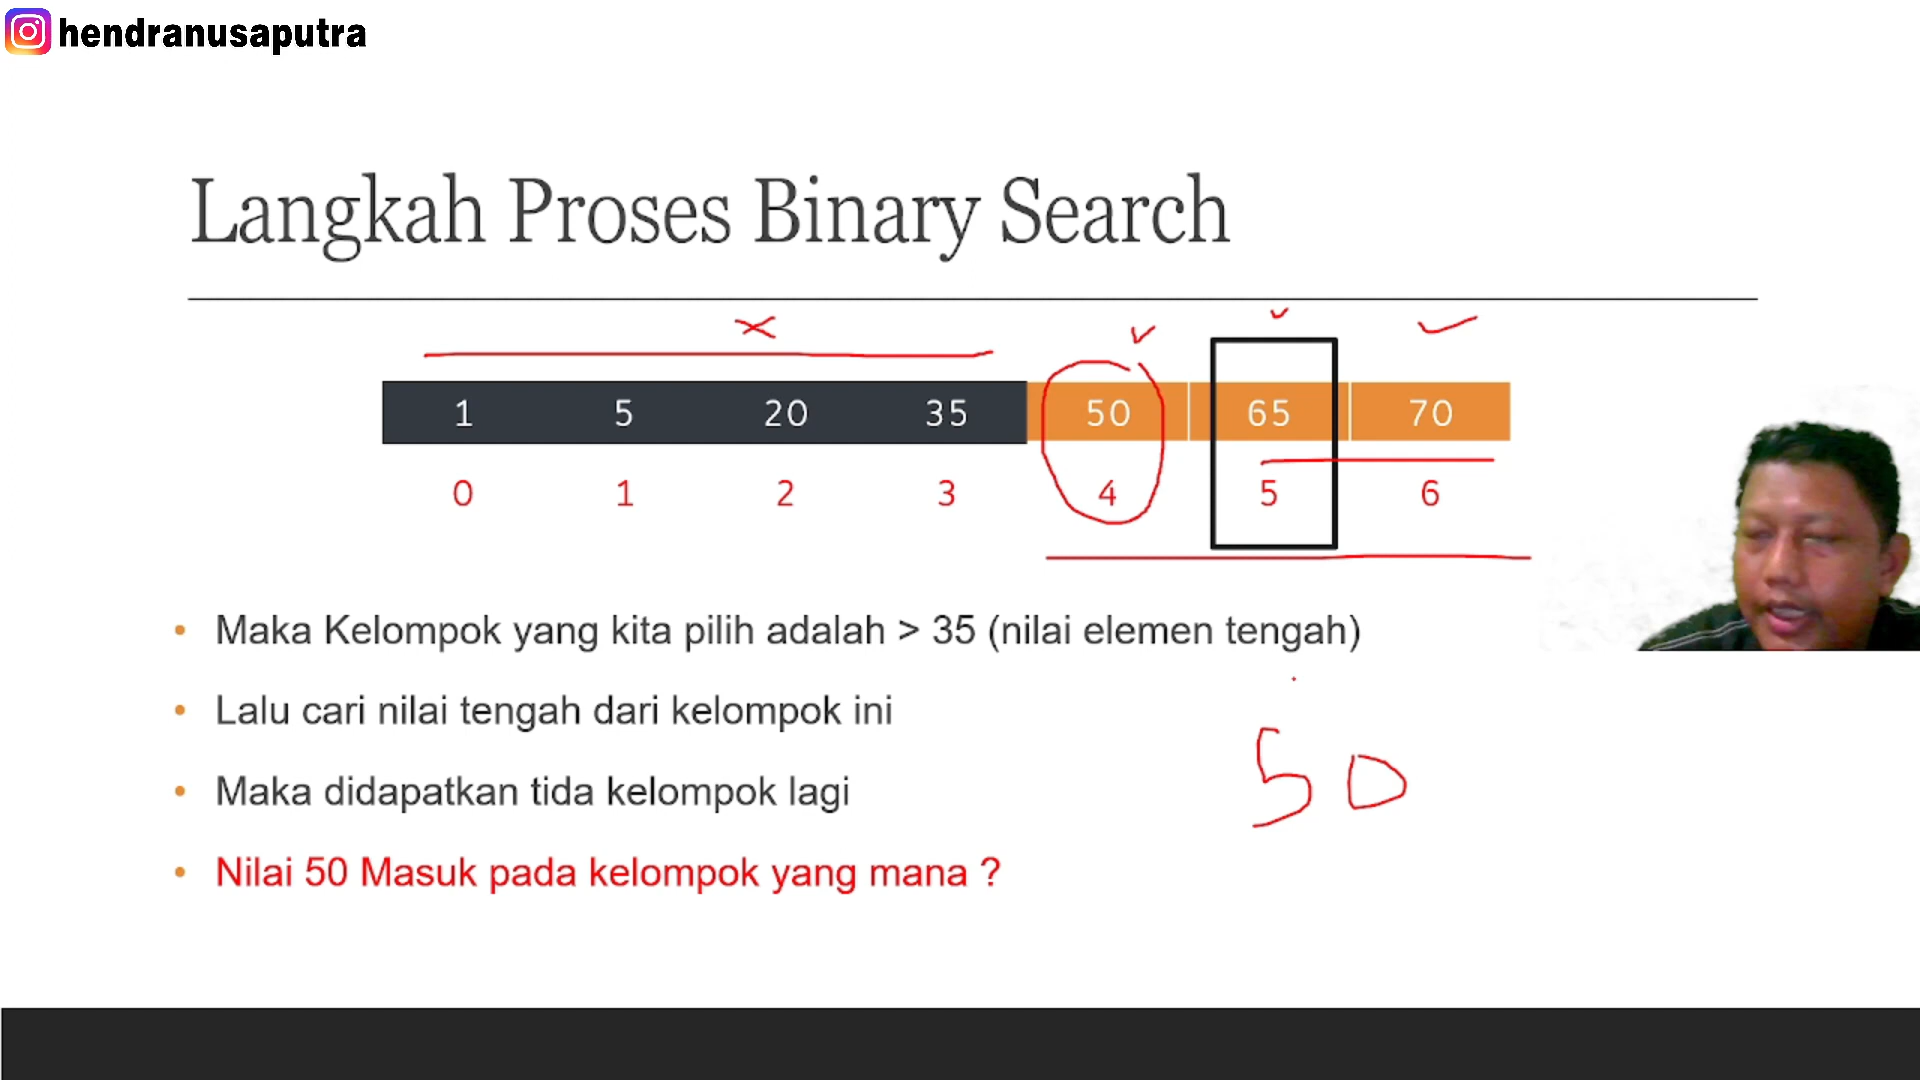 hendranusaputra
Langkah Proses Binary Search
1 5 20 35 50 65 70
0 1 2 3 4 5 6
• Maka Kelompok yang kita pilih adalah > 35 (nilai elemen tengah)
• Lalu cari nilai tengah dari kelompok ini
• Maka didapatkan tida kelompok lagi
50
• Nilai 50 Masuk pada kelompok yang mana ?